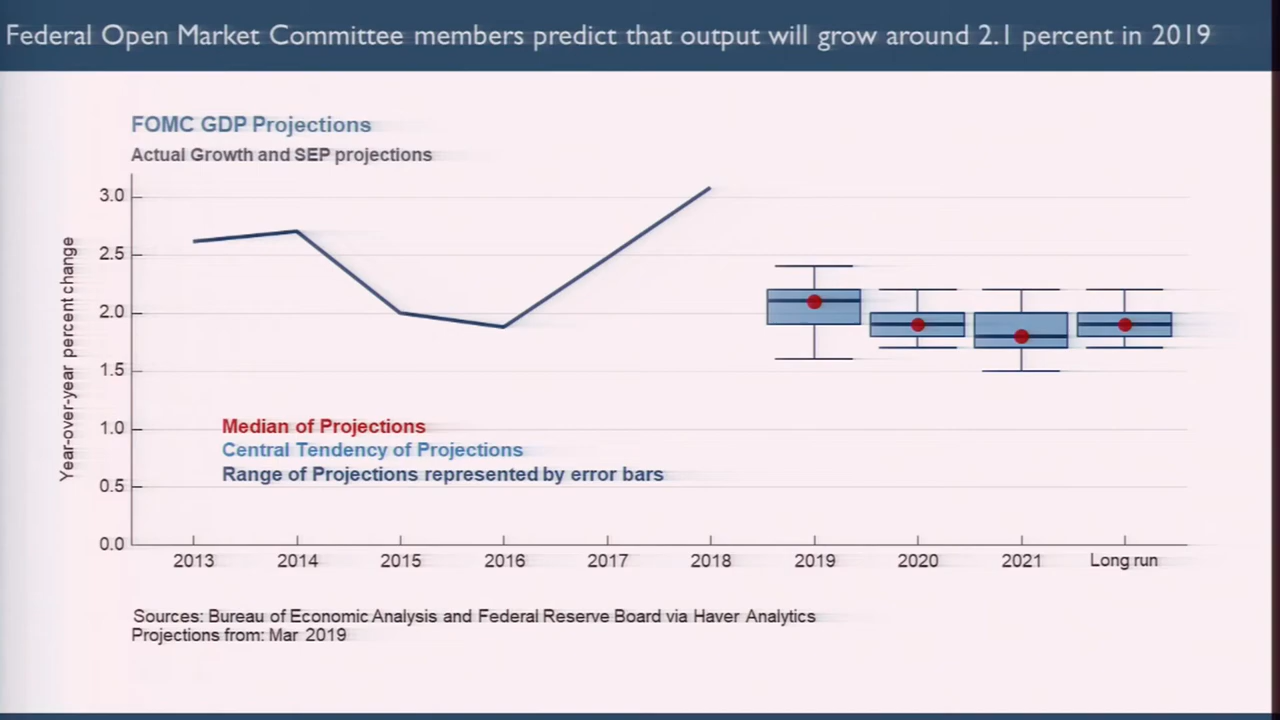 Federal Open Market Committee members predict that output will grow around 2.1 percent in 2019
FOMC GDP Projections
Actual Growth and SEP projections
Year-over-year percent change
3.0
2.5
2.0
1.5
1.0
0.5
0.0
Median of Projections
Central Tendency of Projections
Range of Projections represented by error bars
2013 2014 2015 2016 2017 2018 2019 2020 2021 Long run
Sources: Bureau of Economic Analysis and Federal Reserve Board via Haver Analytics
Projections from: Mar 2019